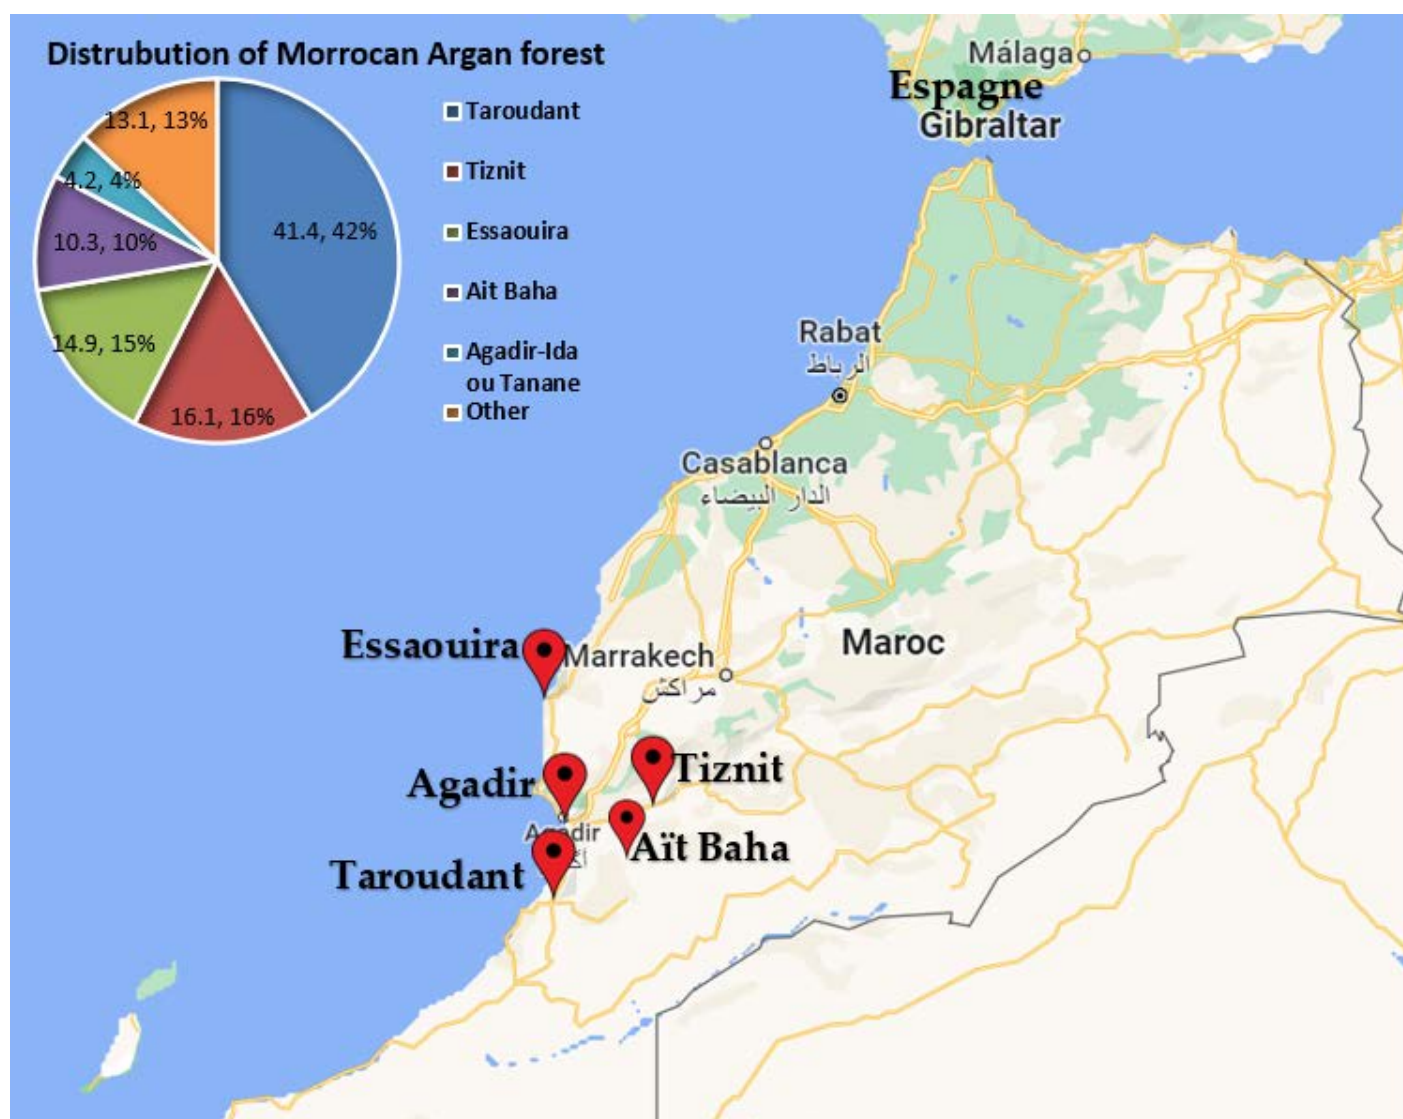 Distrubution of Morrocan Argan forest
13.1, 13%
4.2, 4%
41.4, 42%
10.3, 10%
14.9, 15%
16.1, 16%
Taroudant
Tiznit
Essaouira
Ait Baha
Agadir-Ida
ou Tanane
Other
Málaga
Espagne
Gibraltar
Rabat
الرباط
Casablanca
الدار البيضاء
Essaouira
Marrakech
مراكش
Maroc
Agadir
Tiznit
Agadir
Aït Baha
Taroudant